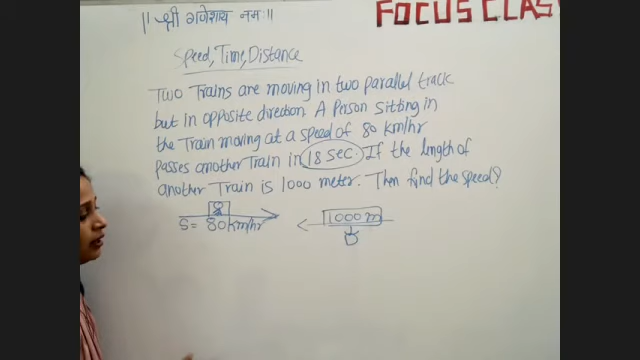 || श्री गणेशाय नमः ||
FOCUS CLAS
Speed, Time, Distance
Two Trains are moving in two parallel track
but in opposite direction. A Prison sitting in
the Train moving at a speed of 80 km/hr
Passes another Train in 18 sec. If the length of
another Train is 1000 meter. Then find the speed?
S = 80 km/hr
1000 m